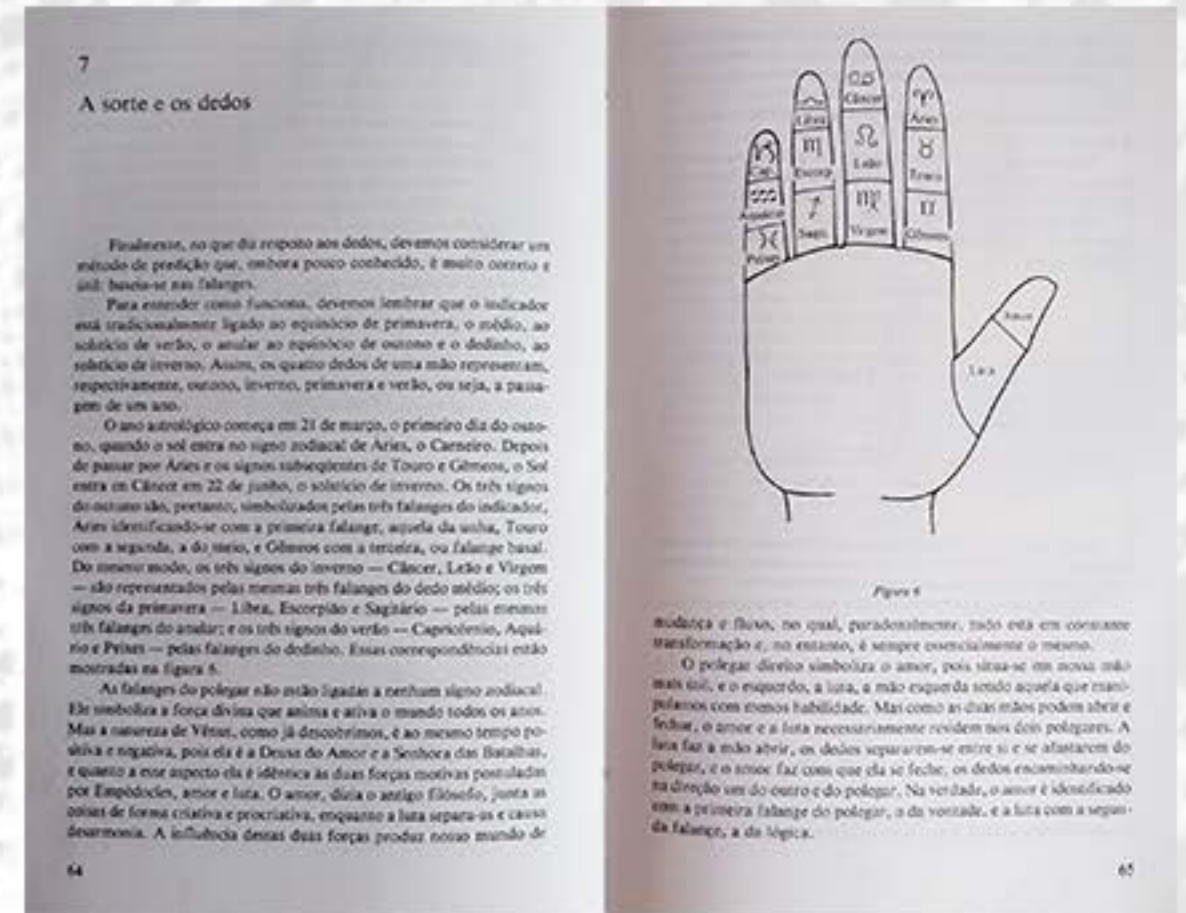 7
A sorte e os dedos
Finalmente, no que diz respeito aos dedos, devemos considerar um
método de predição que, embora pouco conhecido, é muito correto e
útil: baseia-se nas falanges.
Para entender como funciona, devemos lembrar que o indicador
está tradicionalmente ligado ao equinócio de primavera, o médio, ao
solstício de verão, o anular ao equinócio de outono e o dedinho, ao
solstício de inverno. Assim, os quatro dedos de uma mão representam,
respectivamente, outono, inverno, primavera e verão, ou seja, a passa-
gem de um ano.
O ano astrológico começa em 21 de março, o primeiro dia do outo-
no, quando o sol entra no signo zodiacal de Aries, o Carneiro. Depois
de passar por Aries e os signos subseqüentes de Touro e Gêmeos, o Sol
entra em Câncer em 22 de junho, o solstício de inverno. Os três signos
do outono são, portanto, simbolizados pelas três falanges do indicador,
Aries identificando-se com a primeira falange, aquela da unha, Touro
com a segunda, a do meio, e Gêmeos com a terceira, ou falange basal.
Do mesmo modo, os três signos do inverno — Câncer, Leão e Virgem
— são representados pelas mesmas três falanges do dedo médio; os três
signos da primavera — Libra, Escorpião e Sagitário — pelas mesmas
três falanges do anular; e os três signos do verão — Capricórnio, Aquá-
rio e Peixes — pelas falanges do dedinho. Essas correspondências estão
mostradas na figura 6.
As falanges do polegar não estão ligadas a nenhum signo zodiacal.
Ele simboliza a força divina que anima e ativa o mundo todos os anos.
Mas a natureza de Vênus, como já descobrimos, é ao mesmo tempo po-
sitiva e negativa, pois ela é a Deusa do Amor e a Senhora das Batalhas,
e quanto a esse aspecto ela é idêntica às duas forças motivas postuladas
por Empédocles, amor e luta. O amor, dizia o antigo filósofo, junta as
coisas de forma criativa e procriativa, enquanto a luta separa-as e causa
desarmonia. A influência dessas duas forças produz nosso mundo de
64
Câncer
Libra
Aries
Leão
Escorp
Touro
Cap.
Aquário
Sagit.
Virgem
Gêmeos
Peixes
Amor
Luta
Figura 6
mudança e fluxo, no qual, paradoxalmente, tudo está em constante
transformação e, no entanto, é sempre essencialmente o mesmo.
O polegar direito simboliza o amor, pois situa-se em nossa mão
mais útil, e o esquerdo, a luta, a mão esquerda sendo aquela que mani-
pulamos com menos habilidade. Mas como as duas mãos podem abrir e
fechar, o amor e a luta necessariamente residem nos dois polegares. A
luta faz a mão abrir, os dedos separarem-se entre si e se afastarem do
polegar, e o amor faz com que ela se feche, os dedos encaminhando-se
na direção um do outro e do polegar. Na verdade, o amor é identificado
com a primeira falange do polegar, a da vontade, e a luta com a segun-
da falange, a da lógica.
65